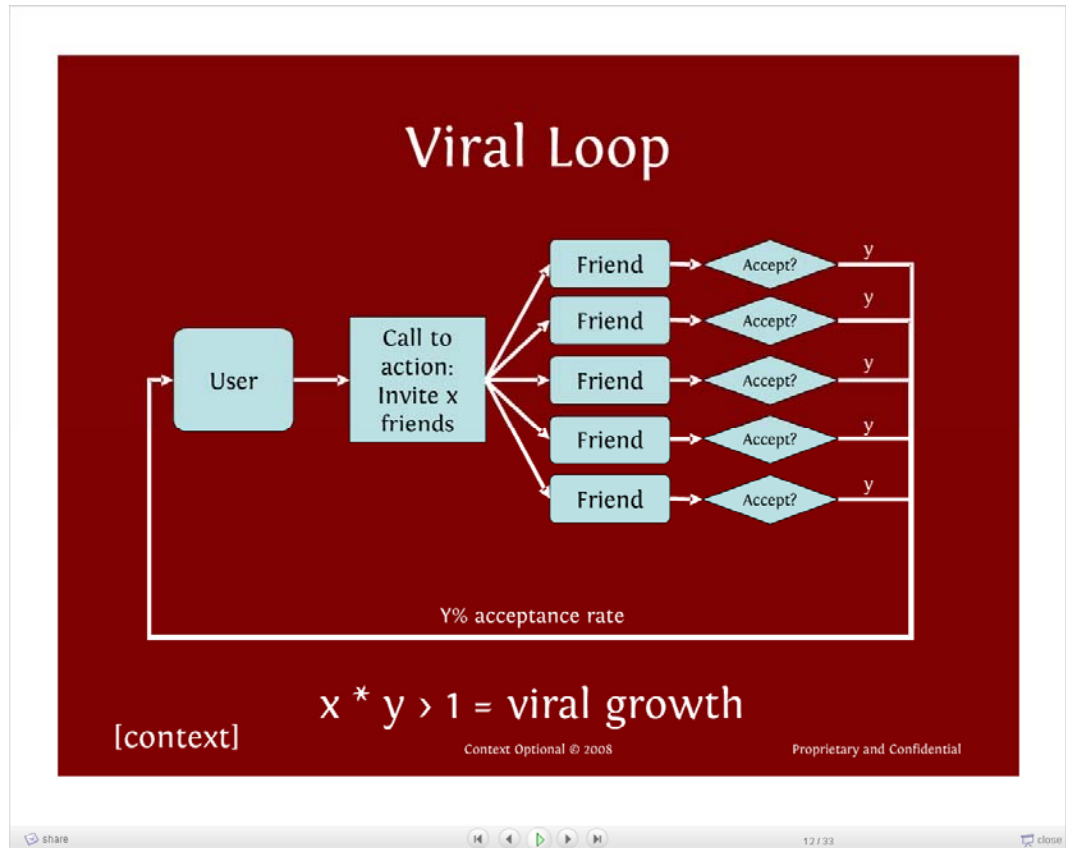 Viral Loop
User
Call to
action:
Invite x
friends
Friend
Accept?
y
Friend
Accept?
y
Friend
Accept?
y
Friend
Accept?
y
Friend
Accept?
y
Y% acceptance rate
x * y > 1 = viral growth
[context]
Context Optional © 2008
Proprietary and Confidential
share
12 / 33
close